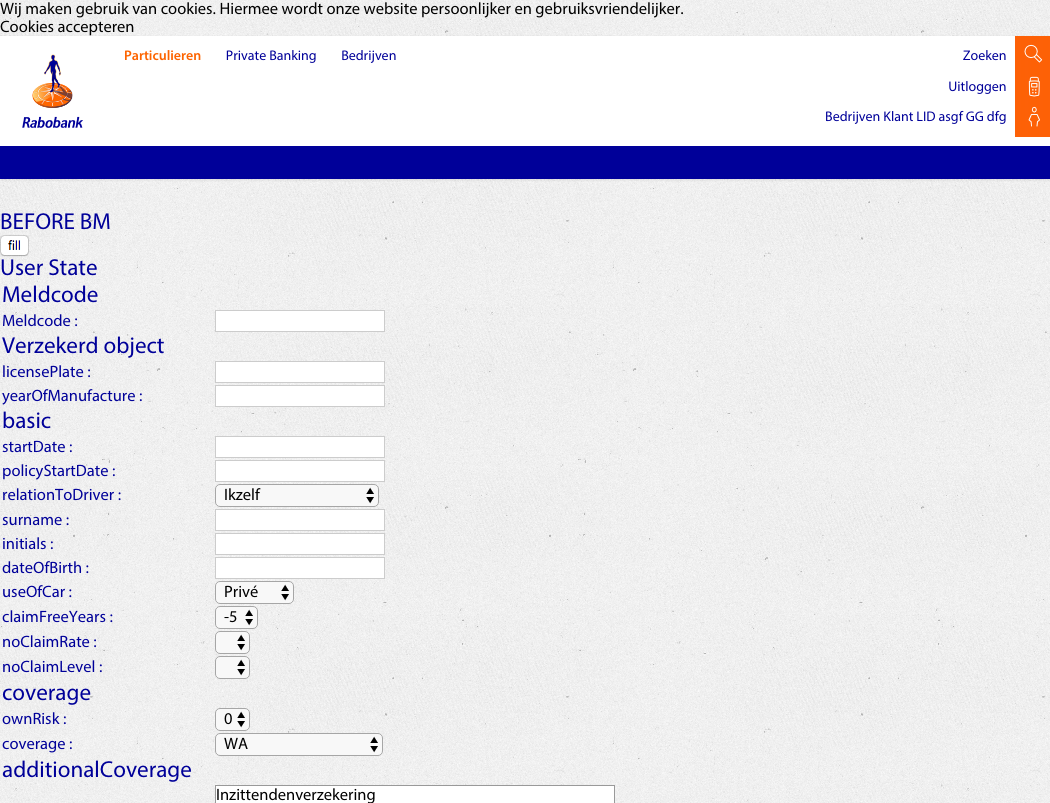 Wij maken gebruik van cookies. Hiermee wordt onze website persoonlijker en gebruiksvriendelijker.
Cookies accepteren
Particulieren Private Banking Bedrijven
Zoeken
Uitloggen
Bedrijven Klant LID asgf GG dfg
Rabobank
BEFORE BM
fill
User State
Meldcode
Meldcode :
Verzekerd object
licensePlate :
yearOfManufacture :
basic
startDate :
policyStartDate :
relationToDriver : Ikzelf
surname :
initials :
dateOfBirth :
useOfCar : Privé
claimFreeYears : -5
noClaimRate :
noClaimLevel :
coverage
ownRisk : 0
coverage : WA
additionalCoverage
Inzittendenverzekering